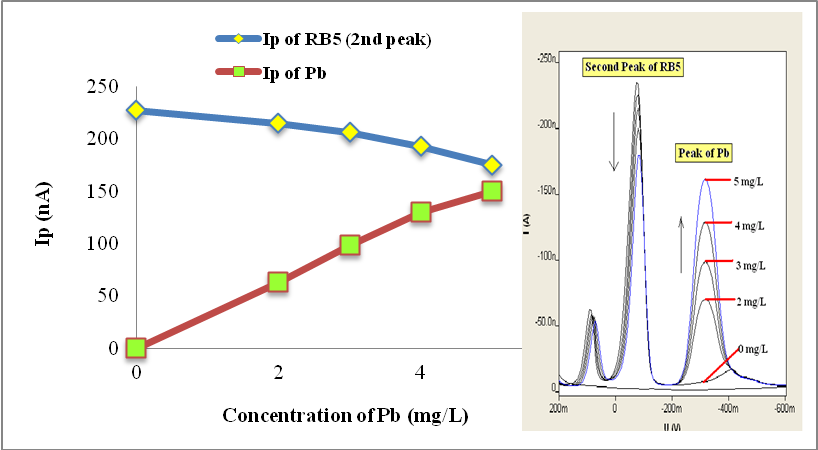 Ip of RB5 (2nd peak)
Ip of Pb
250
200
150
100
50
0
0
2
4
Ip (nA)
Concentration of Pb (mg/L)
Second Peak of RB5
Peak of Pb
5 mg/L
4 mg/L
3 mg/L
2 mg/L
0 mg/L
-250n
-200n
-150n
-100n
-50.0n
0
I (A)
200m
0
-200m
-400m
-600m
U (V)